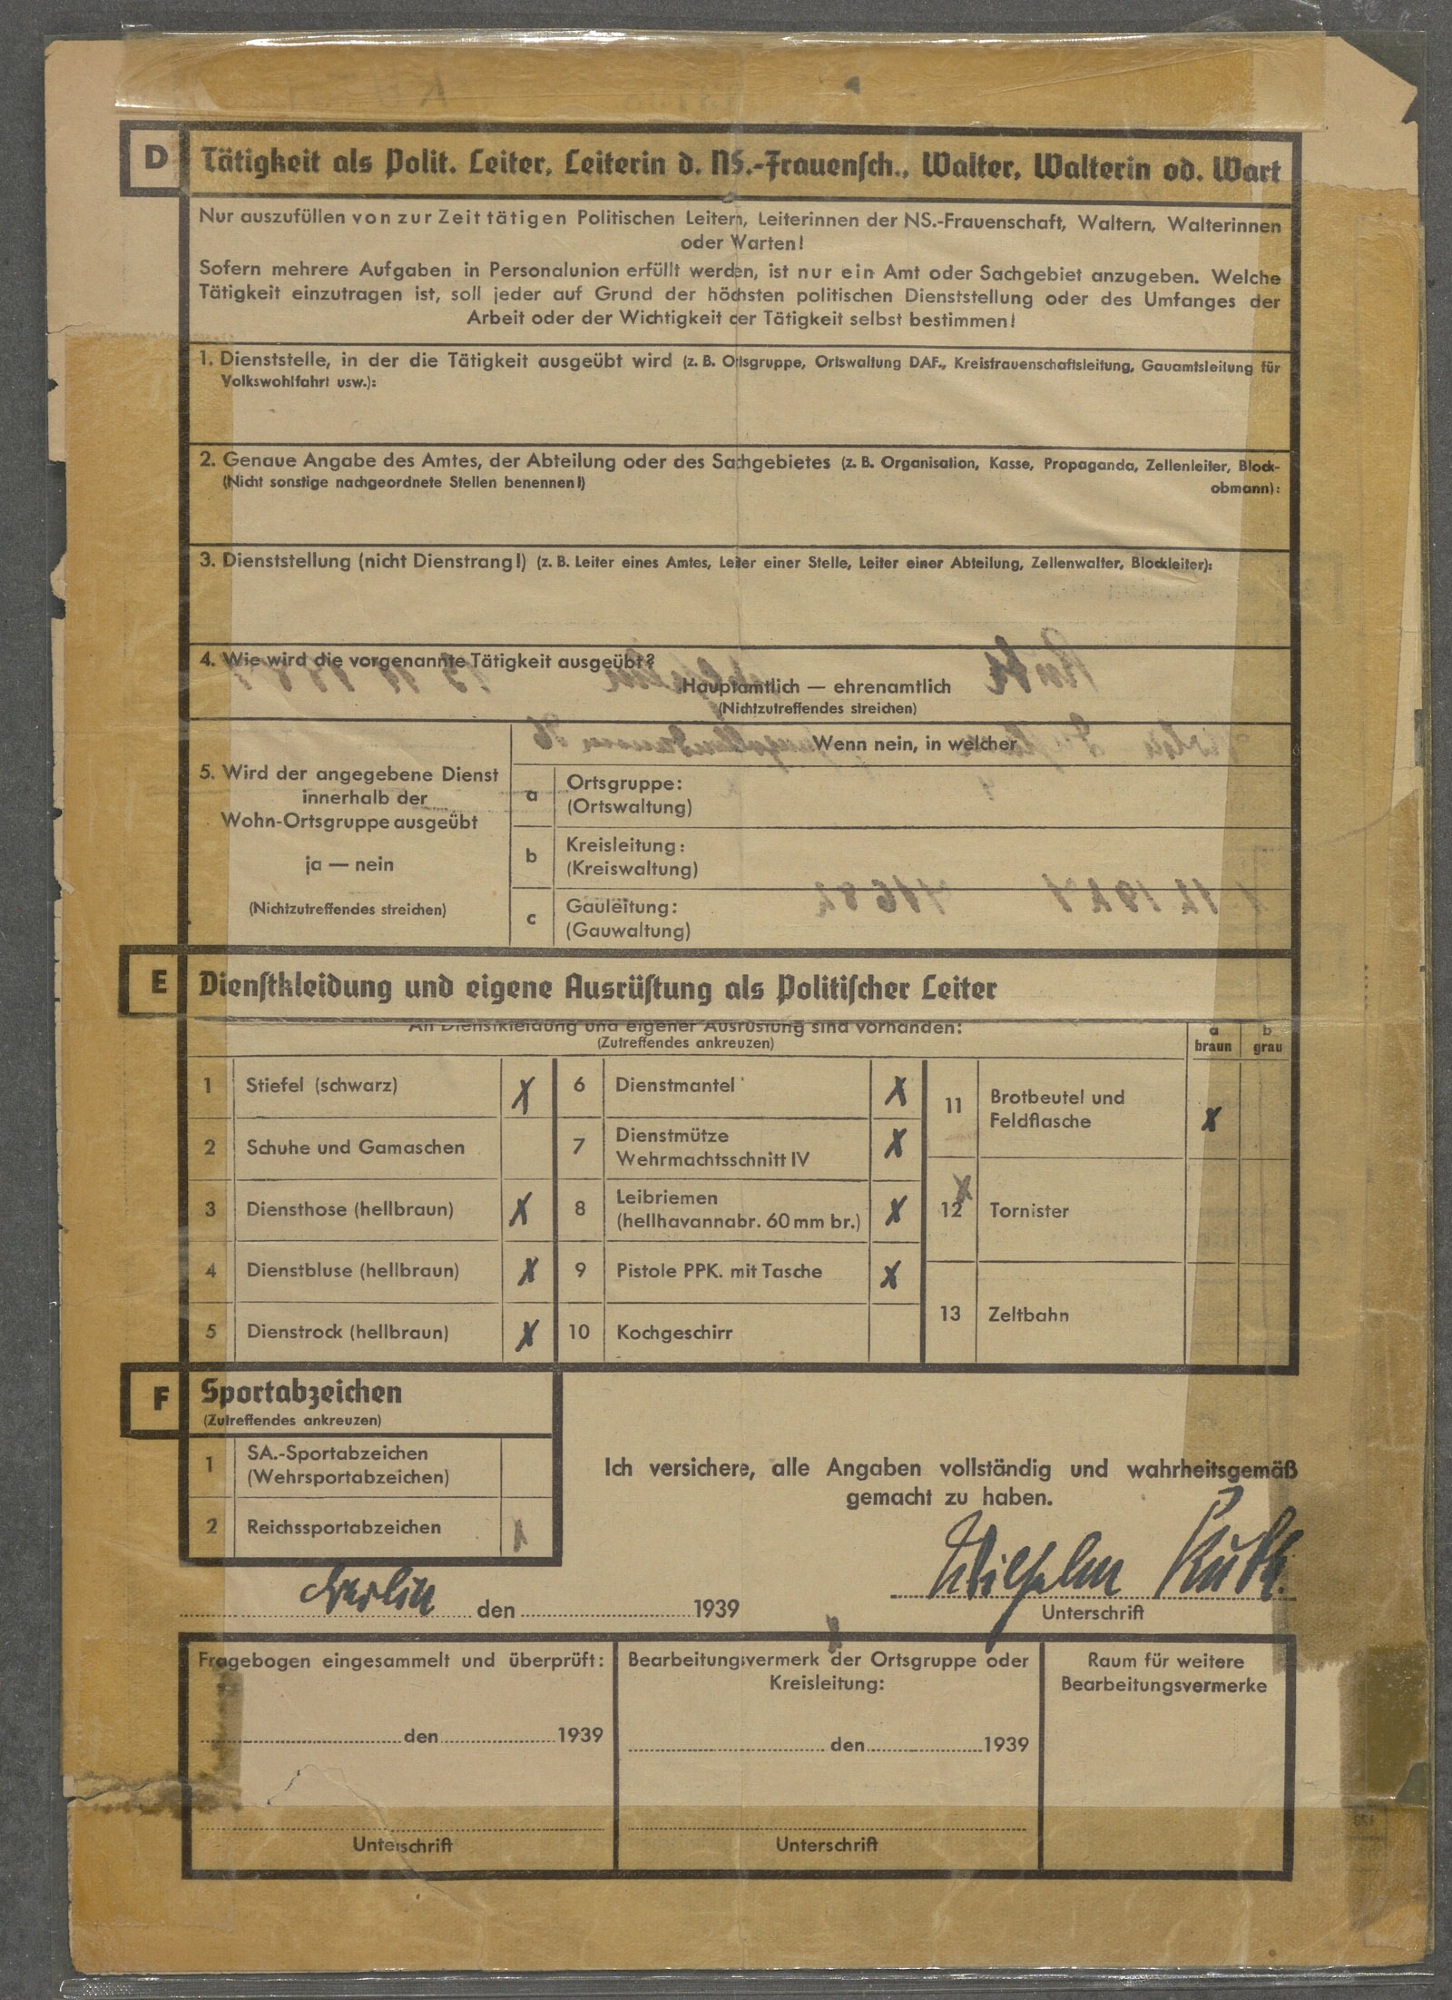 D Tätigkeit als Polit. Leiter, Leiterin d. NS.-Frauensch., Walter, Walterin od. Wart
Nur auszufüllen von zur Zeit tätigen Politischen Leitern, Leiterinnen der NS.-Frauenschaft, Waltern, Walterinnen
oder Warten!
Sofern mehrere Aufgaben in Personalunion erfüllt werden, ist nur ein Amt oder Sachgebiet anzugeben. Welche
Tätigkeit einzutragen ist, soll jeder auf Grund der höchsten politischen Dienststellung oder des Umfanges der
Arbeit oder der Wichtigkeit der Tätigkeit selbst bestimmen!
1. Dienststelle, in der die Tätigkeit ausgeübt wird (z. B. Ortsgruppe, Ortswaltung DAF., Kreisfrauenschaftsleitung, Gauamtsleitung für
Volkswohlfahrt usw.):
2. Genaue Angabe des Amtes, der Abteilung oder des Sachgebietes (z. B. Organisation, Kasse, Propaganda, Zellenleiter, Block-
(Nicht sonstige nachgeordnete Stellen benennen!) obmann):
3. Dienststellung (nicht Dienstrang!) (z. B. Leiter eines Amtes, Leiter einer Stelle, Leiter einer Abteilung, Zellenwalter, Blockleiter):
4. Wie wird die vorgenannte Tätigkeit ausgeübt?
Hauptamtlich — ehrenamtlich
(Nichtzutreffendes streichen)
5. Wird der angegebene Dienst
innerhalb der
Wohn-Ortsgruppe ausgeübt
ja — nein
(Nichtzutreffendes streichen)
Wenn nein, in welcher
a Ortsgruppe:
(Ortswaltung)
b Kreisleitung:
(Kreiswaltung)
c Gauleitung:
(Gauwaltung)
E Dienstkleidung und eigene Ausrüstung als Politischer Leiter
An Dienstkleidung und eigener Ausrüstung sind vorhanden:
(Zutreffendes ankreuzen)
a braun
b grau
1 Stiefel (schwarz) X
2 Schuhe und Gamaschen
3 Diensthose (hellbraun) X
4 Dienstbluse (hellbraun) X
5 Dienstrock (hellbraun) X
6 Dienstmantel X
7 Dienstmütze
Wehrmachtsschnitt IV X
8 Leibriemen
(hellhavannabr. 60 mm br.) X
9 Pistole PPK. mit Tasche X
10 Kochgeschirr
11 Brotbeutel und
Feldflasche X
12 Tornister
13 Zeltbahn
F Sportabzeichen
(Zutreffendes ankreuzen)
1 SA.-Sportabzeichen
(Wehrsportabzeichen)
2 Reichssportabzeichen
Ich versichere, alle Angaben vollständig und wahrheitsgemäß
gemacht zu haben.
Berlin den 1939
Wilhelm
Unterschrift
Fragebogen eingesammelt und überprüft:
den 1939
Unterschrift
Bearbeitungsvermerk der Ortsgruppe oder
Kreisleitung:
den 1939
Unterschrift
Raum für weitere
Bearbeitungsvermerke